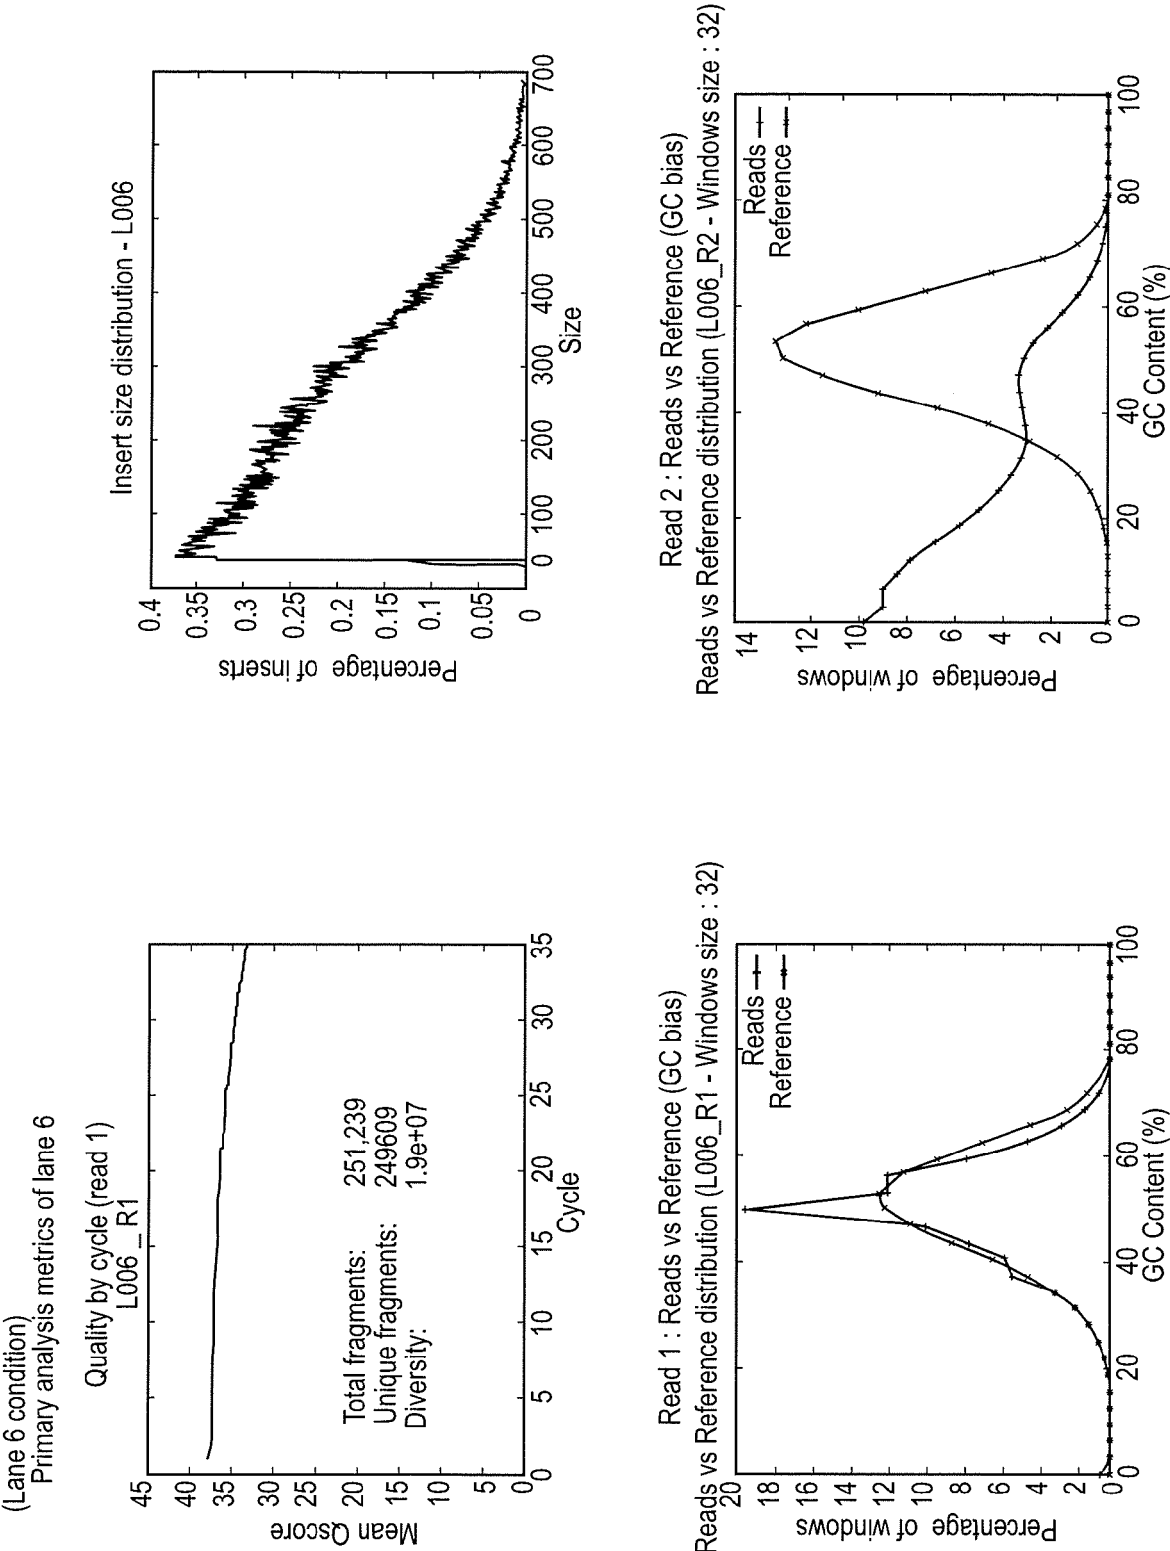 (Lane 6 condition)
Primary analysis metrics of lane 6
Quality by cycle (read 1)
L006_R1
Mean Qscore
45
40
35
30
25
20
15
10
5
0
Total fragments: 251,239
Unique fragments: 249609
Diversity: 1.9e+07
0 5 10 15 20 25 30 35
Cycle
Insert size distribution - L006
Percentage of inserts
0.4
0.35
0.3
0.25
0.2
0.15
0.1
0.05
0
0 100 200 300 400 500 600 700
Size
Read 1 : Reads vs Reference (GC bias)
Reads vs Reference distribution (L006_R1 - Windows size : 32)
Percentage of windows
20
18
16
14
12
10
8
6
4
2
0
Reads
Reference
0 20 40 60 80 100
GC Content (%)
Read 2 : Reads vs Reference (GC bias)
Reads vs Reference distribution (L006_R2 - Windows size : 32)
Percentage of windows
14
12
10
8
6
4
2
0
Reads
Reference
0 20 40 60 80 100
GC Content (%)